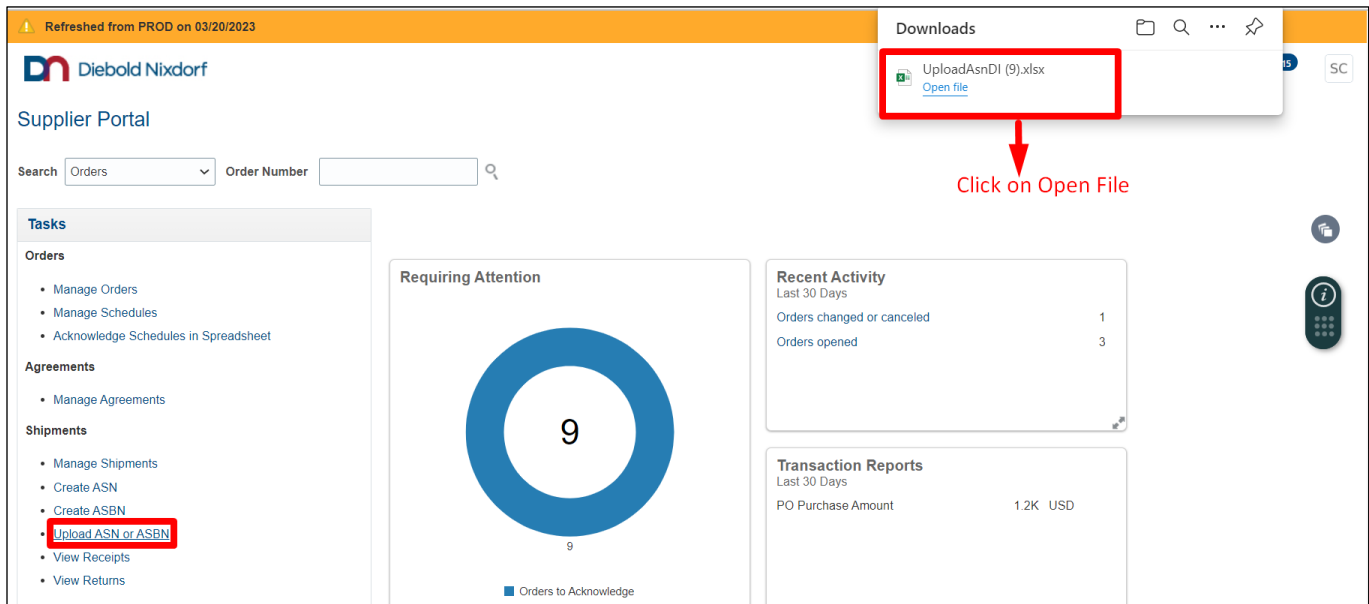 Refreshed from PROD on 03/20/2023
Downloads
UploadAsnDI (9).xlsx
Open file
15
SC
DN Diebold Nixdorf
Supplier Portal
Search Orders Order Number
Click on Open File
Tasks
Orders
• Manage Orders
• Manage Schedules
• Acknowledge Schedules in Spreadsheet
Agreements
• Manage Agreements
Shipments
• Manage Shipments
• Create ASN
• Create ASBN
• Upload ASN or ASBN
• View Receipts
• View Returns
Requiring Attention
9
9
Orders to Acknowledge
Recent Activity
Last 30 Days
Orders changed or canceled 1
Orders opened 3
Transaction Reports
Last 30 Days
PO Purchase Amount 1.2K USD